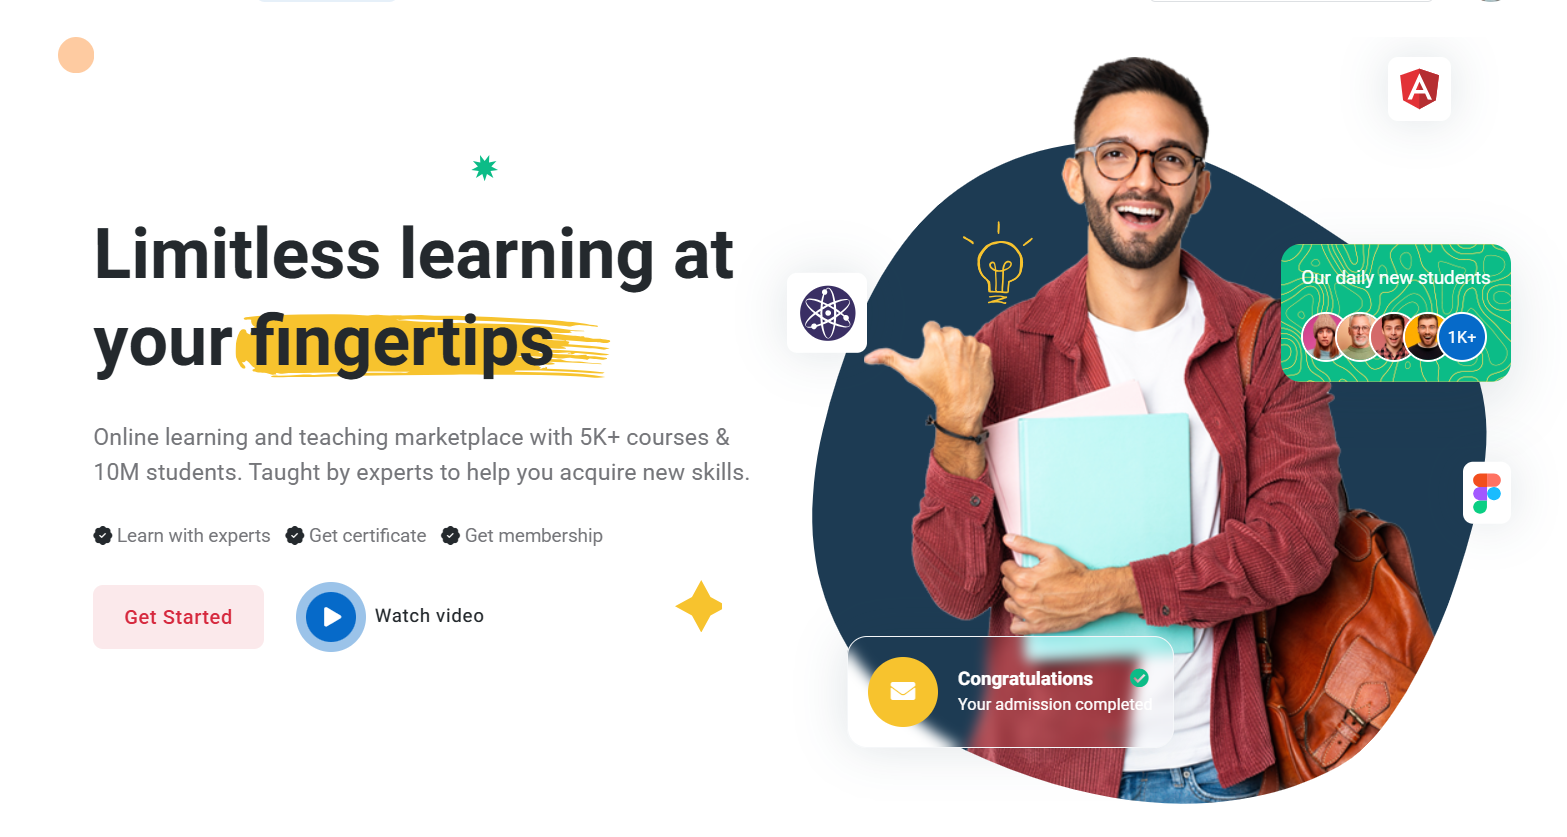 Limitless learning at
your fingertips
Online learning and teaching marketplace with 5K+ courses &
10M students. Taught by experts to help you acquire new skills.
Learn with experts Get certificate Get membership
Get Started Watch video
Our daily new students
1K+
Congratulations
Your admission completed